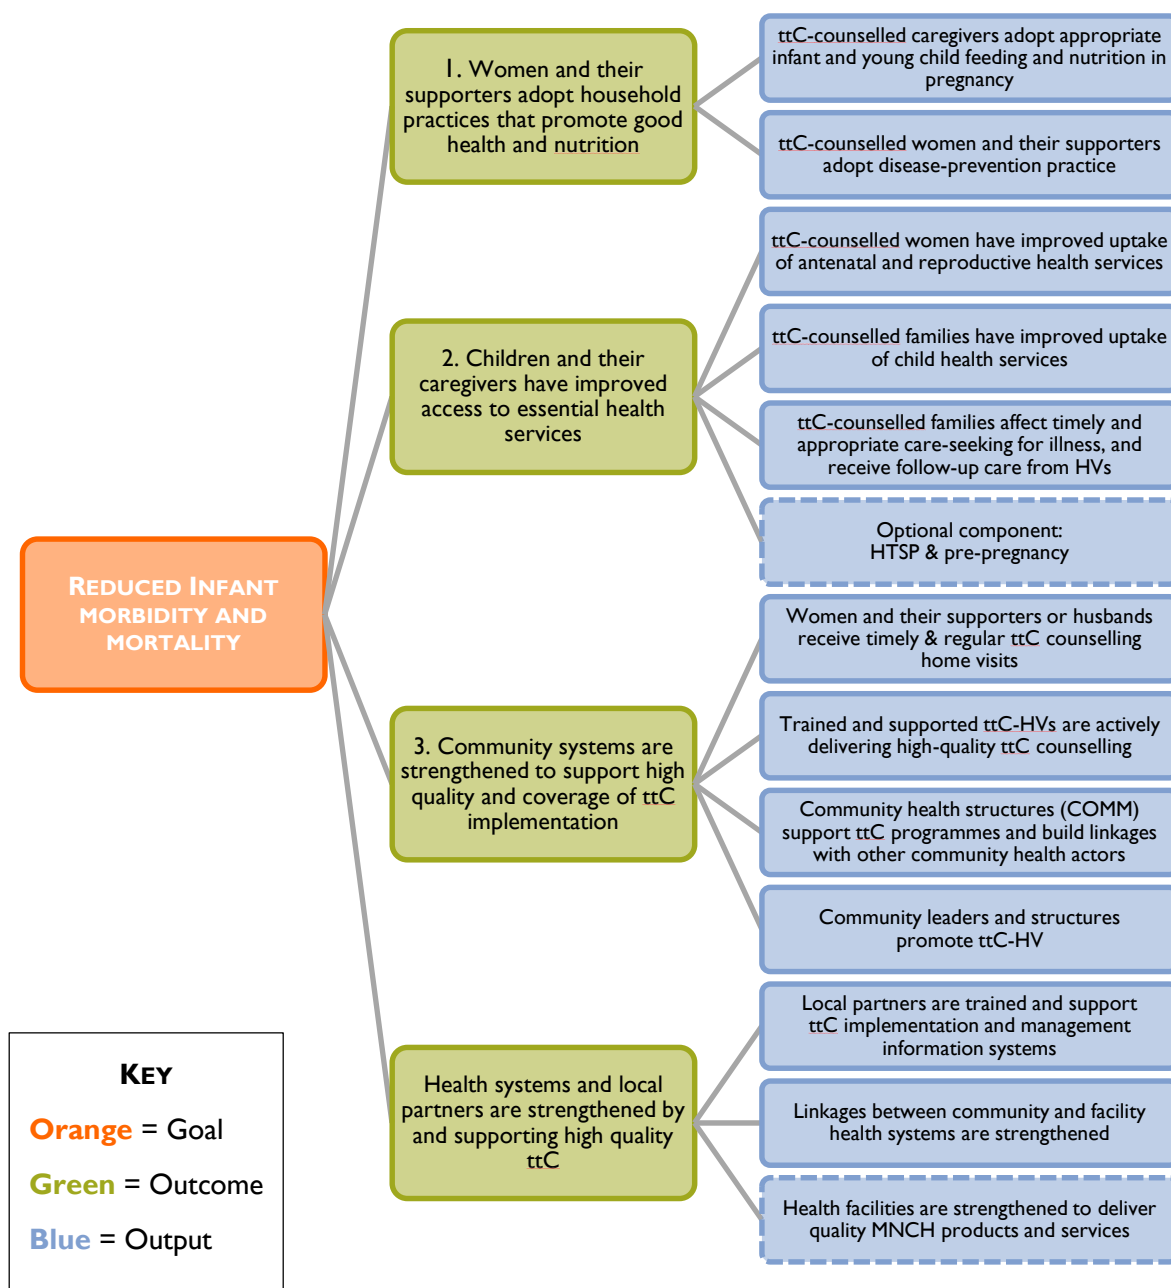 REDUCED INFANT
MORBIDITY AND
MORTALITY
1. Women and their
supporters adopt household
practices that promote good
health and nutrition
ttC-counselled caregivers adopt appropriate
infant and young child feeding and nutrition in
pregnancy
ttC-counselled women and their supporters
adopt disease-prevention practice
2. Children and their
caregivers have improved
access to essential health
services
ttC-counselled women have improved uptake
of antenatal and reproductive health services
ttC-counselled families have improved uptake
of child health services
ttC-counselled families affect timely and
appropriate care-seeking for illness, and
receive follow-up care from HVs
Optional component:
HTSP & pre-pregnancy
3. Community systems are
strengthened to support high
quality and coverage of ttC
implementation
Women and their supporters or husbands
receive timely & regular ttC counselling
home visits
Trained and supported ttC-HVs are actively
delivering high-quality ttC counselling
Community health structures (COMM)
support ttC programmes and build linkages
with other community health actors
Community leaders and structures
promote ttC-HV
Health systems and local
partners are strengthened by
and supporting high quality
ttC
Local partners are trained and support
ttC implementation and management
information systems
Linkages between community and facility
health systems are strengthened
Health facilities are strengthened to deliver
quality MNCH products and services
KEY
Orange = Goal
Green = Outcome
Blue = Output